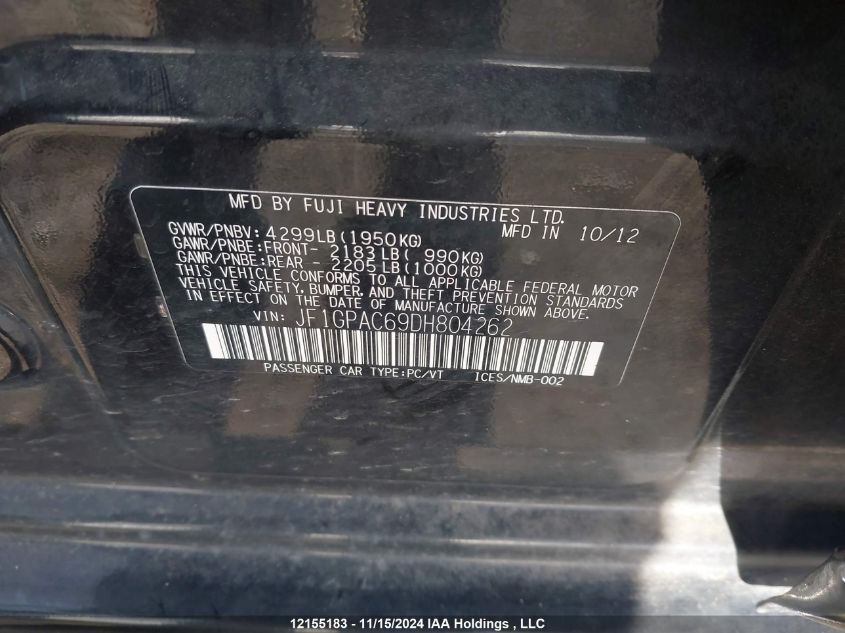 MFD BY FUJI HEAVY INDUSTRIES LTD.
GVWR/PNBV: 4299LB(1950KG) MFD IN 10/12
GAWR/PNBE:FRONT- 2183LB( 990KG)
GAWR/PNBE:REAR - 2205LB(1000KG)
THIS VEHICLE CONFORMS TO ALL APPLICABLE FEDERAL MOTOR
VEHICLE SAFETY, BUMPER, AND THEFT PREVENTION STANDARDS
IN EFFECT ON THE DATE OF MANUFACTURE SHOWN ABOVE.
VIN: JF1GPAC69DH804262
PASSENGER CAR TYPE:PC/VT ICES/NMB-002
12155183 - 11/15/2024 IAA Holdings , LLC